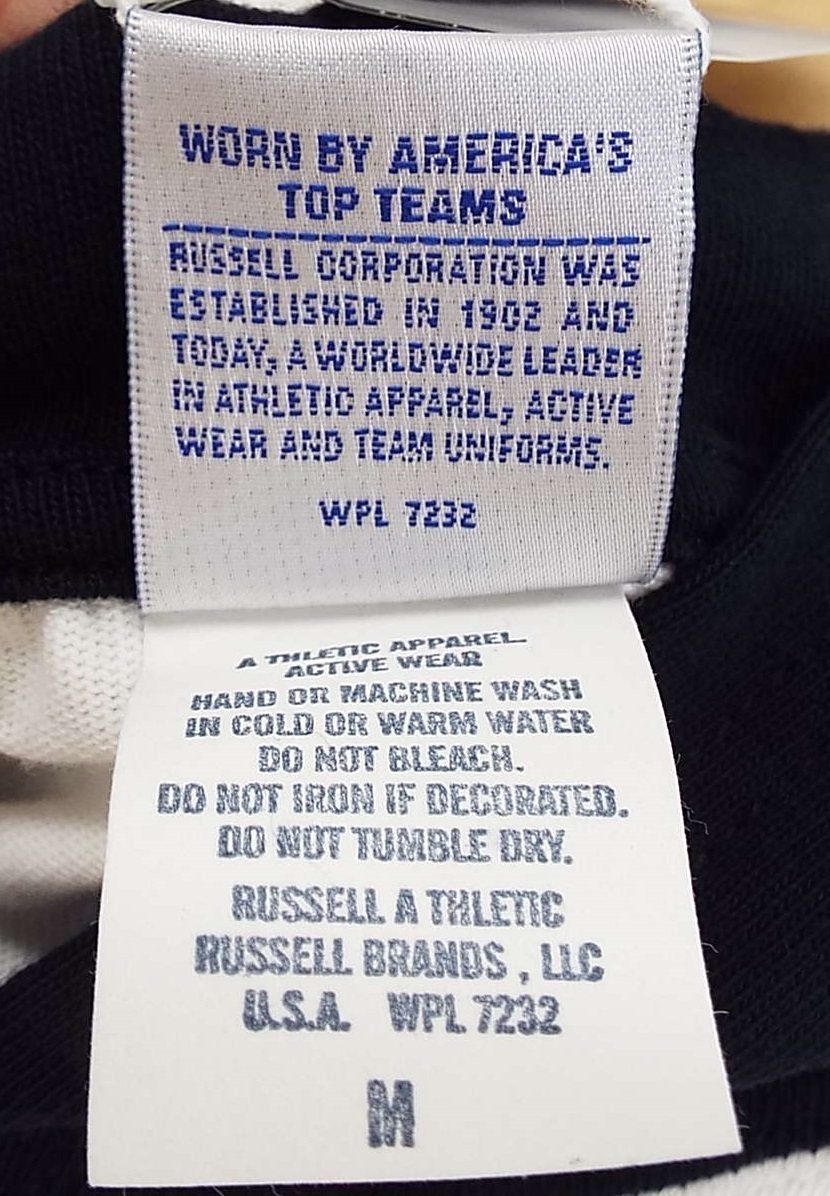 WORN BY AMERICA'S
TOP TEAMS
RUSSELL CORPORATION WAS
ESTABLISHED IN 1902 AND
TODAY, A WORLDWIDE LEADER
IN ATHLETIC APPAREL, ACTIVE
WEAR AND TEAM UNIFORMS.
WPL 7232
A THLETIC APPAREL
ACTIVE WEAR
HAND OR MACHINE WASH
IN COLD OR WARM WATER
DO NOT BLEACH.
DO NOT IRON IF DECORATED.
DO NOT TUMBLE DRY.
RUSSELL A THLETIC
RUSSELL BRANDS , LLC
U.S.A. WPL 7232
M